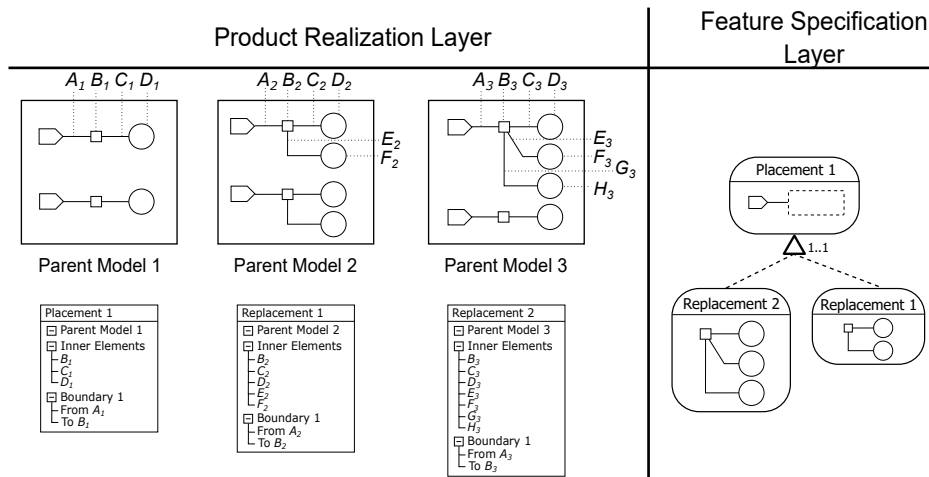 Product Realization Layer
Feature Specification
Layer
A₁ B₁ C₁ D₁
A₂ B₂ C₂ D₂
E₂
F₂
A₃ B₃ C₃ D₃
E₃
F₃
G₃
H₃
Parent Model 1
Parent Model 2
Parent Model 3
Placement 1
Parent Model 1
Inner Elements
B₁
C₁
D₁
Boundary 1
From A₁
To B₁
Replacement 1
Parent Model 2
Inner Elements
B₂
C₂
D₂
E₂
F₂
Boundary 1
From A₂
To B₂
Replacement 2
Parent Model 3
Inner Elements
B₃
C₃
D₃
E₃
F₃
G₃
H₃
Boundary 1
From A₃
To B₃
Placement 1
1..1
Replacement 2
Replacement 1